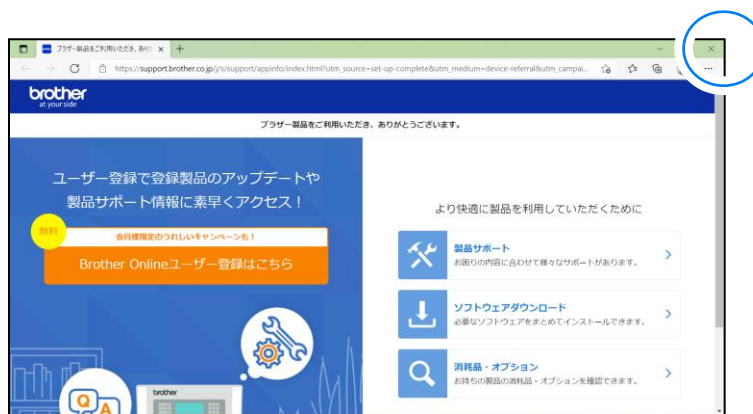 ブラザー製品をご利用いただき、あり
https://support.brother.co.jp/j/s/support/appinfo/index.html?utm_source=set-up-complete&utm_medium=device-referral&utm_campai...
brother
at your side
ブラザー製品をご利用いただき、ありがとうございます。
ユーザー登録で登録製品のアップデートや
製品サポート情報に素早くアクセス！
無料
会員様限定のうれしいキャンペーンも！
Brother Onlineユーザー登録はこちら
Q
A
brother
より快適に製品を利用していただくために
製品サポート
お困りの内容に合わせて様々なサポートがあります。
ソフトウェアダウンロード
必要なソフトウェアをまとめてインストールできます。
消耗品・オプション
お持ちの製品の消耗品・オプションを確認できます。